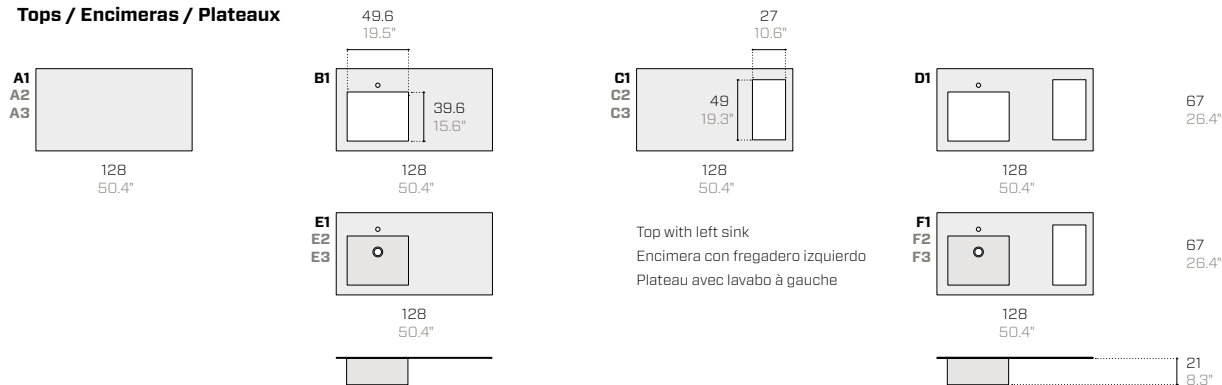 Tops / Encimeras / Plateaux
49.6
19.5"
27
10.6"
A1
A2
A3
B1
39.6
15.6"
C1
C2
C3
49
19.3"
D1
67
26.4"
128
50.4"
128
50.4"
128
50.4"
128
50.4"
E1
E2
E3
Top with left sink
Encimera con fregadero izquierdo
Plateau avec lavabo à gauche
F1
F2
F3
67
26.4"
128
50.4"
128
50.4"
21
8.3"